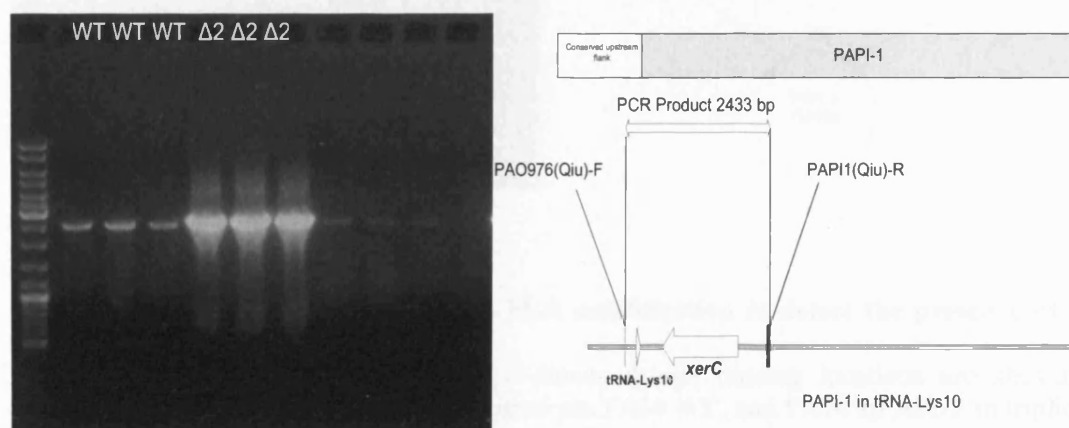 WT WT WT Δ2 Δ2 Δ2
Conserved upstream
flank
PAPI-1
PCR Product 2433 bp
PAO976(Qiu)-F
PAPI1(Qiu)-R
tRNA-Lys10
xerC
PAPI-1 in tRNA-Lys10